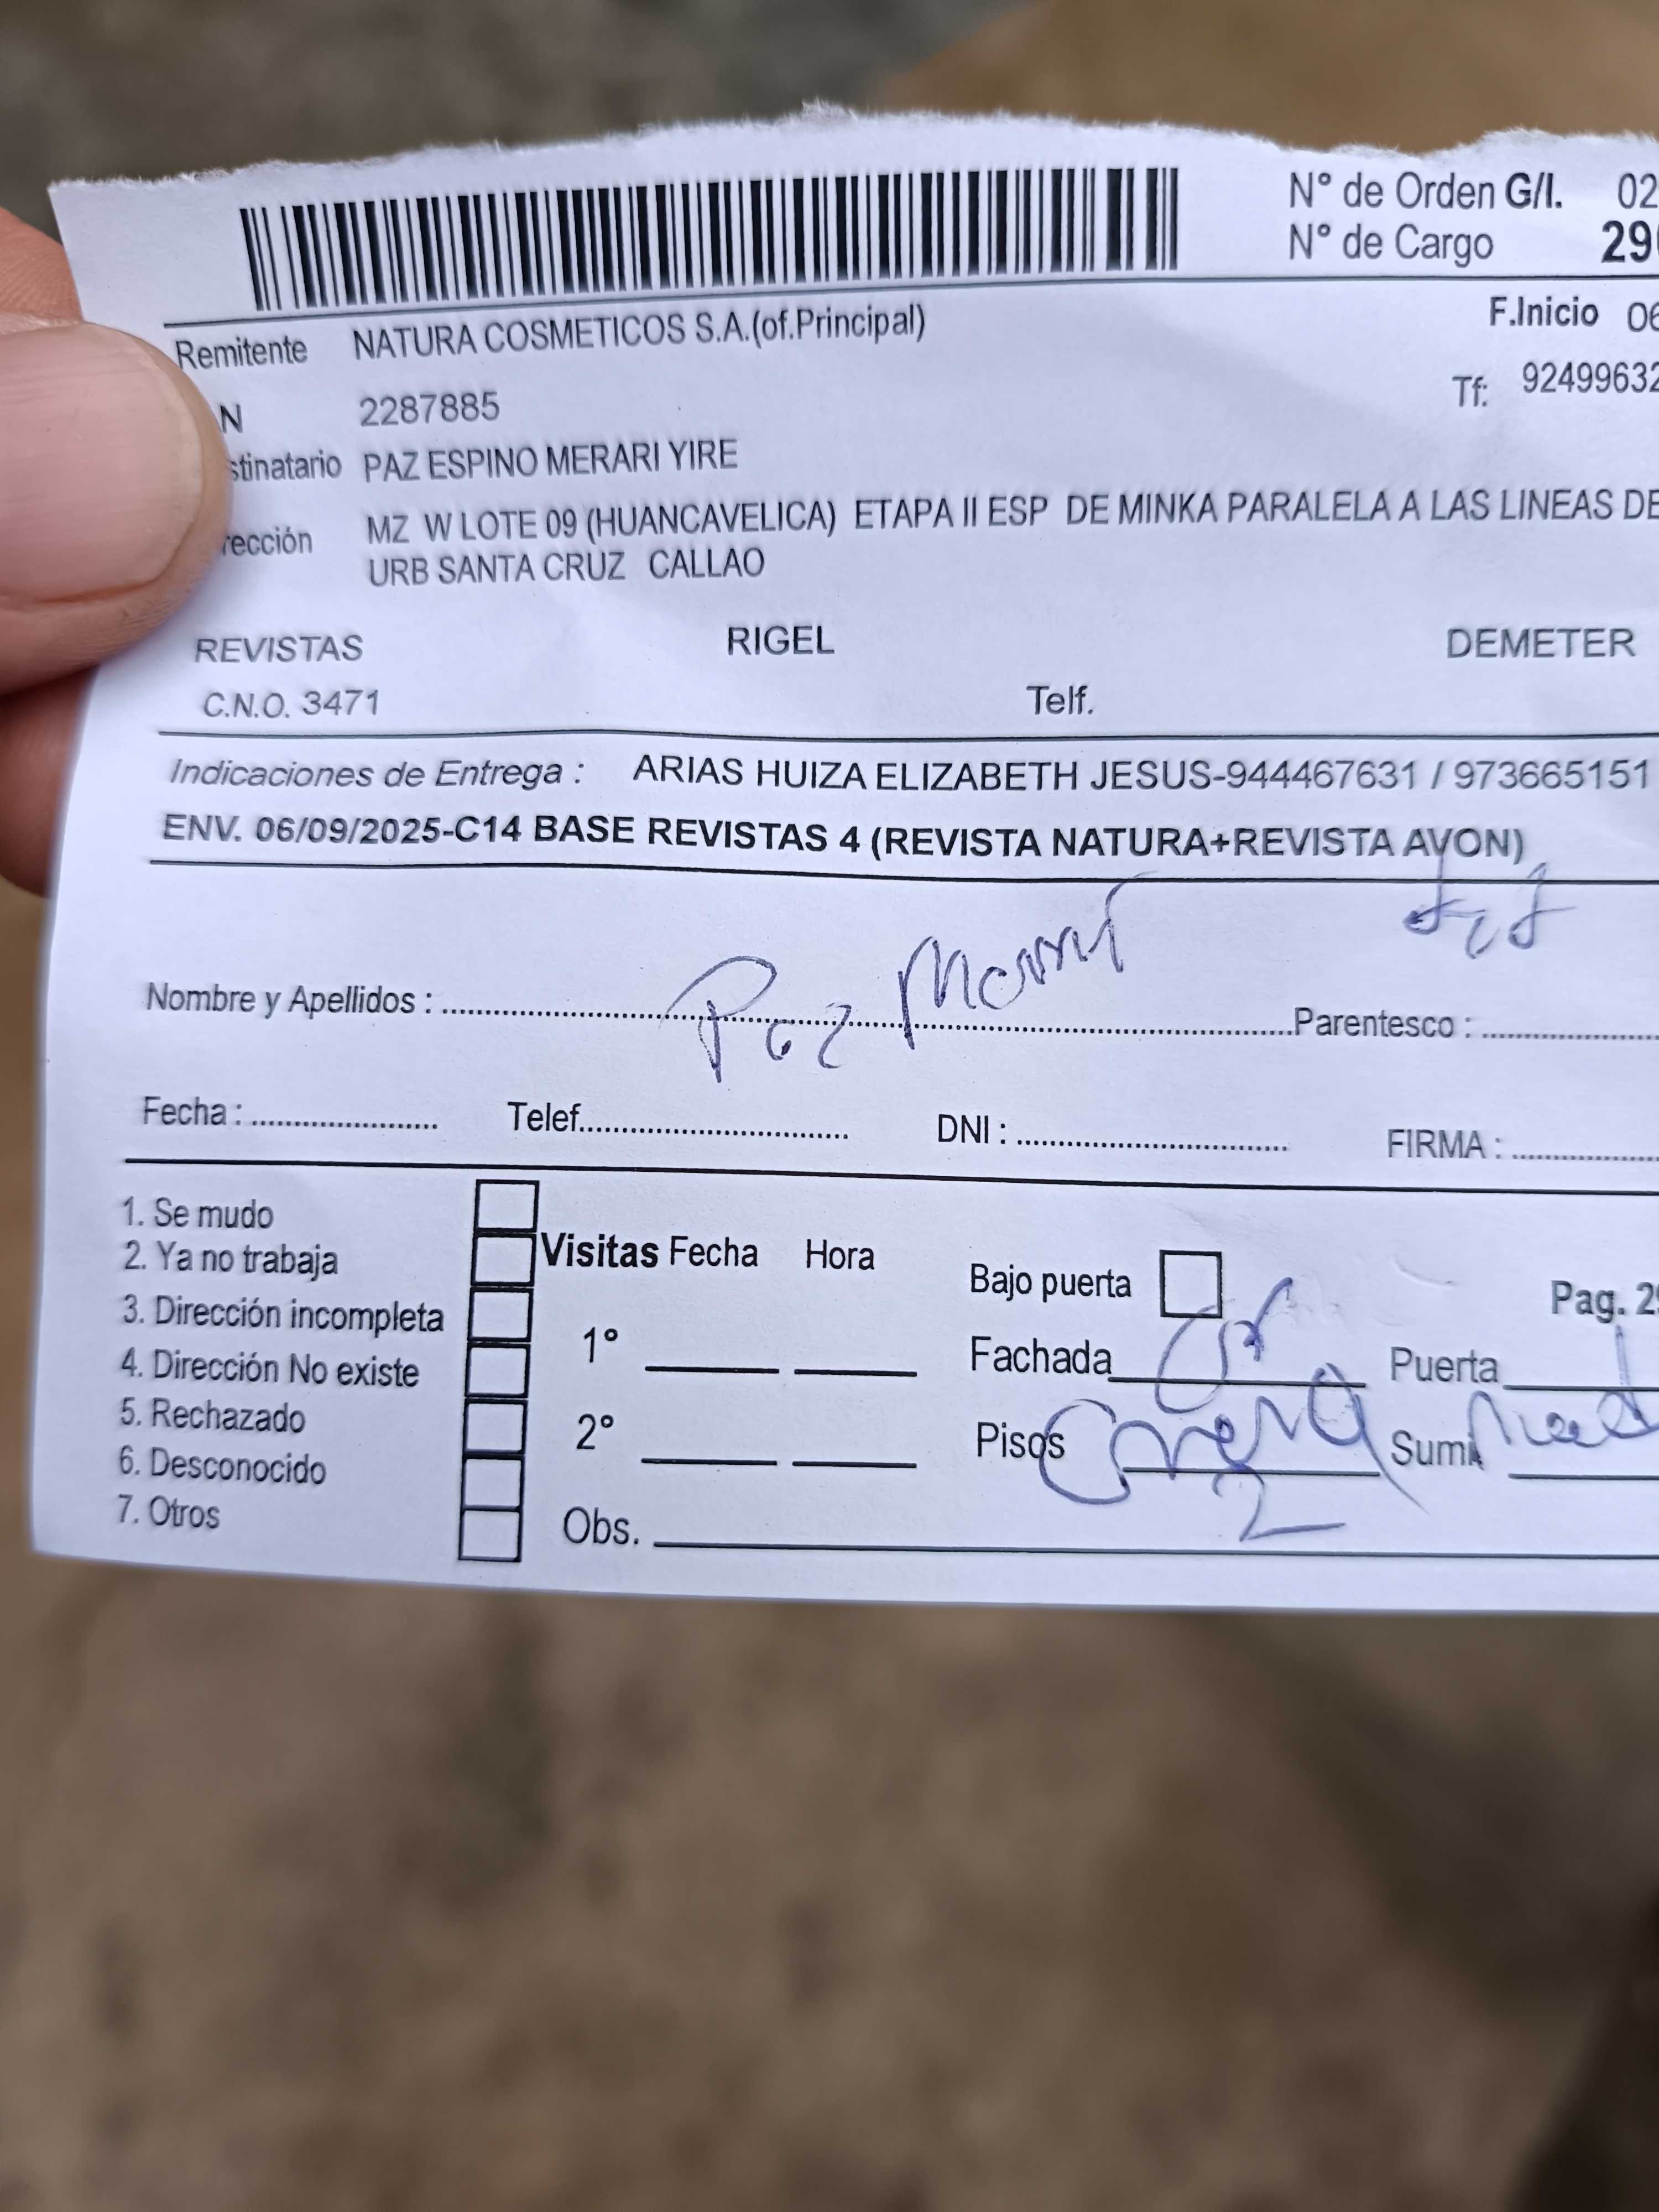 N° de Orden G/I. 02
N° de Cargo 29
Remitente NATURA COSMETICOS S.A.(of.Principal) F.Inicio 06
N 2287885 Tf: 92499632
stinatario PAZ ESPINO MERARI YIRE
rección MZ W LOTE 09 (HUANCAVELICA) ETAPA II ESP DE MINKA PARALELA A LAS LINEAS DE
URB SANTA CRUZ CALLAO
REVISTAS RIGEL DEMETER
C.N.O. 3471 Telf.
Indicaciones de Entrega : ARIAS HUIZA ELIZABETH JESUS-944467631 / 973665151
ENV. 06/09/2025-C14 BASE REVISTAS 4 (REVISTA NATURA+REVISTA AVON)
Nombre y Apellidos : Paz Parentesco :
Fecha : Telef. DNI : FIRMA :
1. Se mudo
2. Ya no trabaja Visitas Fecha Hora Bajo puerta Pag. 29
3. Dirección incompleta 1° Fachada Puerta
4. Dirección No existe
5. Rechazado 2° Pisos 2 Sumi
6. Desconocido
7. Otros Obs.